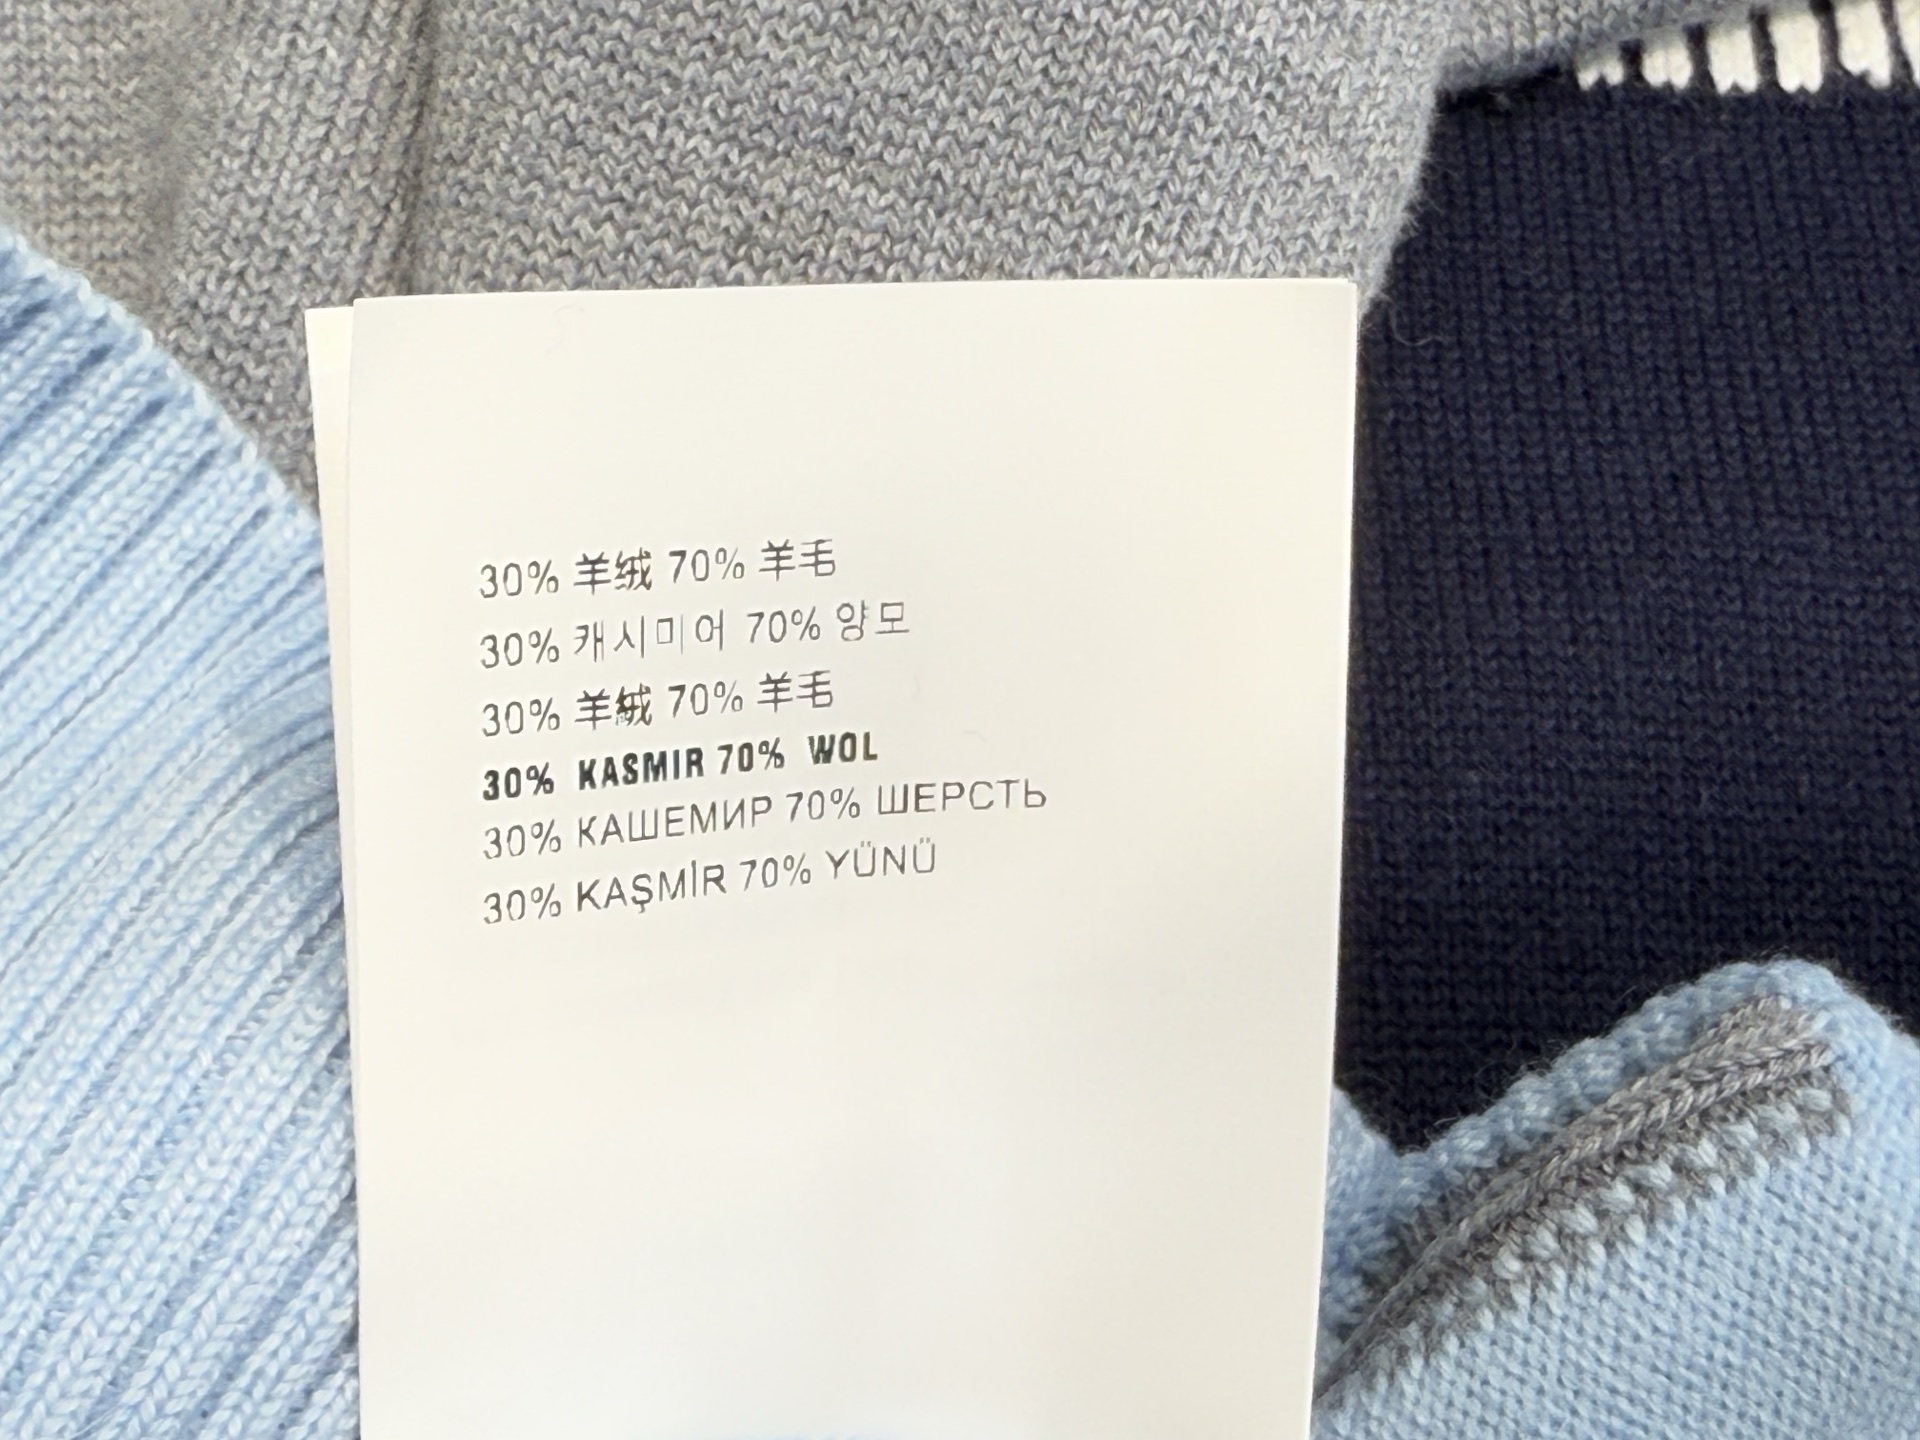 30% 羊绒 70% 羊毛
30% 캐시미어 70% 양모
30% 羊絨 70% 羊毛
30% KASMIR 70% WOL
30% КАШЕМИР 70% ШЕРСТЬ
30% KAŞMİR 70% YÜNÜ